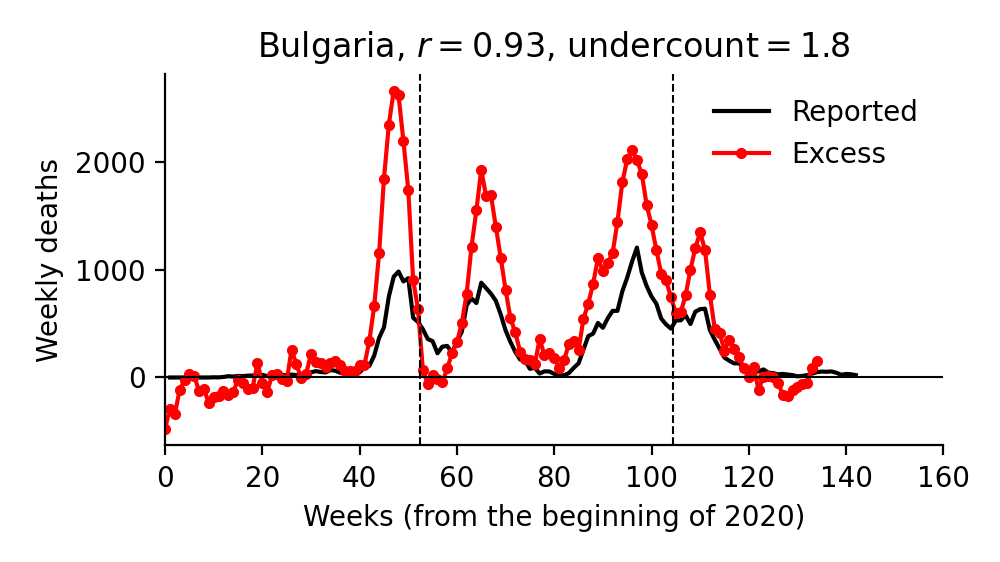 Bulgaria, r = 0.93, undercount = 1.8
Reported
Excess
Weekly deaths
2000
1000
0
0 20 40 60 80 100 120 140 160
Weeks (from the beginning of 2020)